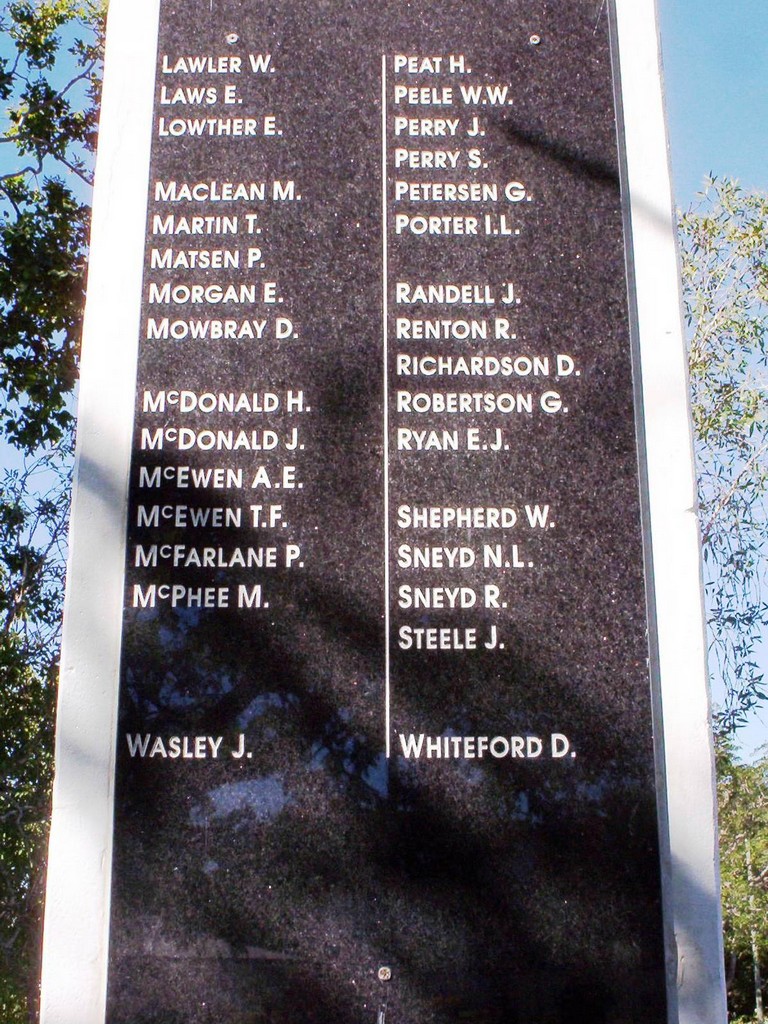 LAWLER W.
LAWS E.
LOWTHER E.
MACLEAN M.
MARTIN T.
MATSEN P.
MORGAN E.
MOWBRAY D.
McDONALD H.
McDONALD J.
McEWEN A.E.
McEWEN T.F.
McFARLANE P.
McPHEE M.
WASLEY J.
PEAT H.
PEELE W.W.
PERRY J.
PERRY S.
PETERSEN G.
PORTER I.L.
RANDELL J.
RENTON R.
RICHARDSON D.
ROBERTSON G.
RYAN E.J.
SHEPHERD W.
SNEYD N.L.
SNEYD R.
STEELE J.
WHITEFORD D.